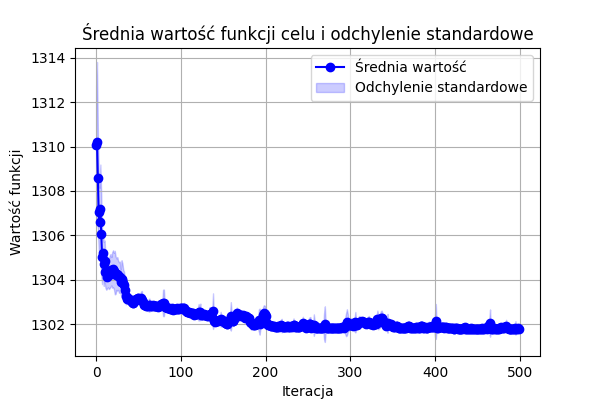 Średnia wartość funkcji celu i odchylenie standardowe
Średnia wartość
Odchylenie standardowe
Wartość funkcji
1314
1312
1310
1308
1306
1304
1302
0 100 200 300 400 500
Iteracja